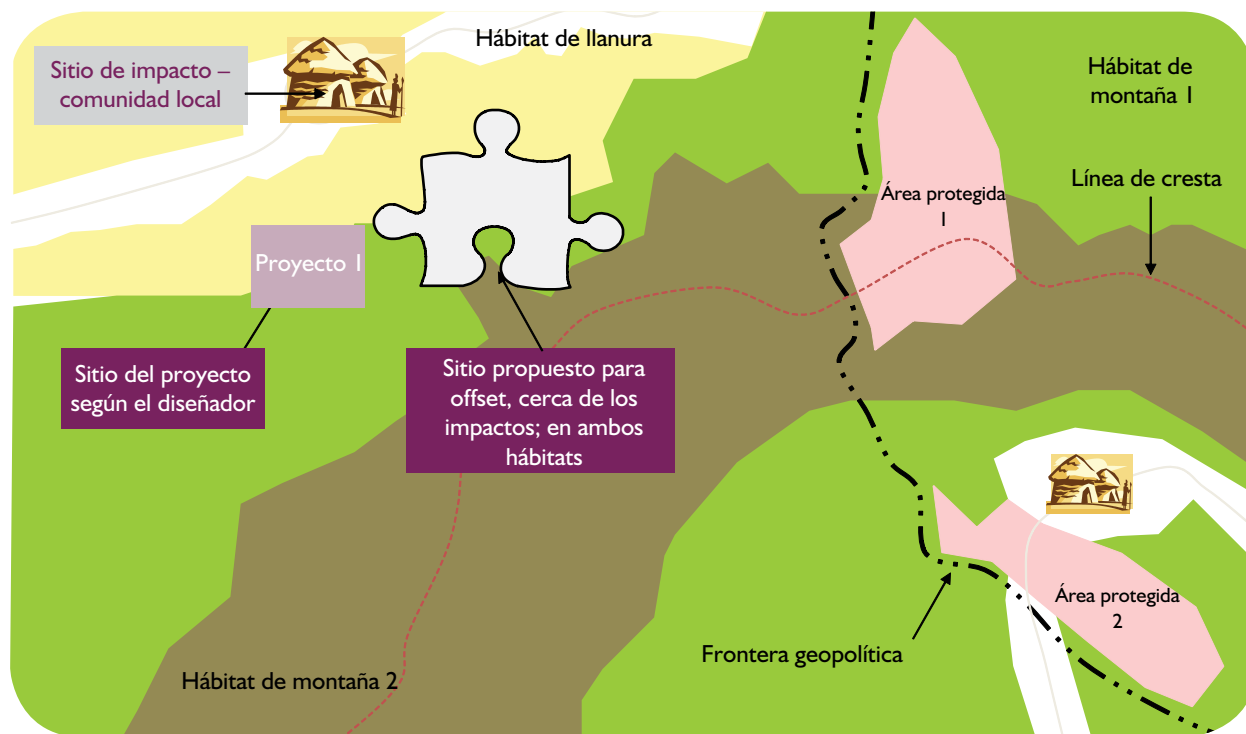 Hábitat de llanura
Sitio de impacto –
comunidad local
Hábitat de
montaña 1
Línea de cresta
Área protegida
1
Proyecto 1
Sitio del proyecto
según el diseñador
Sitio propuesto para
offset, cerca de los
impactos; en ambos
hábitats
Área protegida
2
Frontera geopolítica
Hábitat de montaña 2